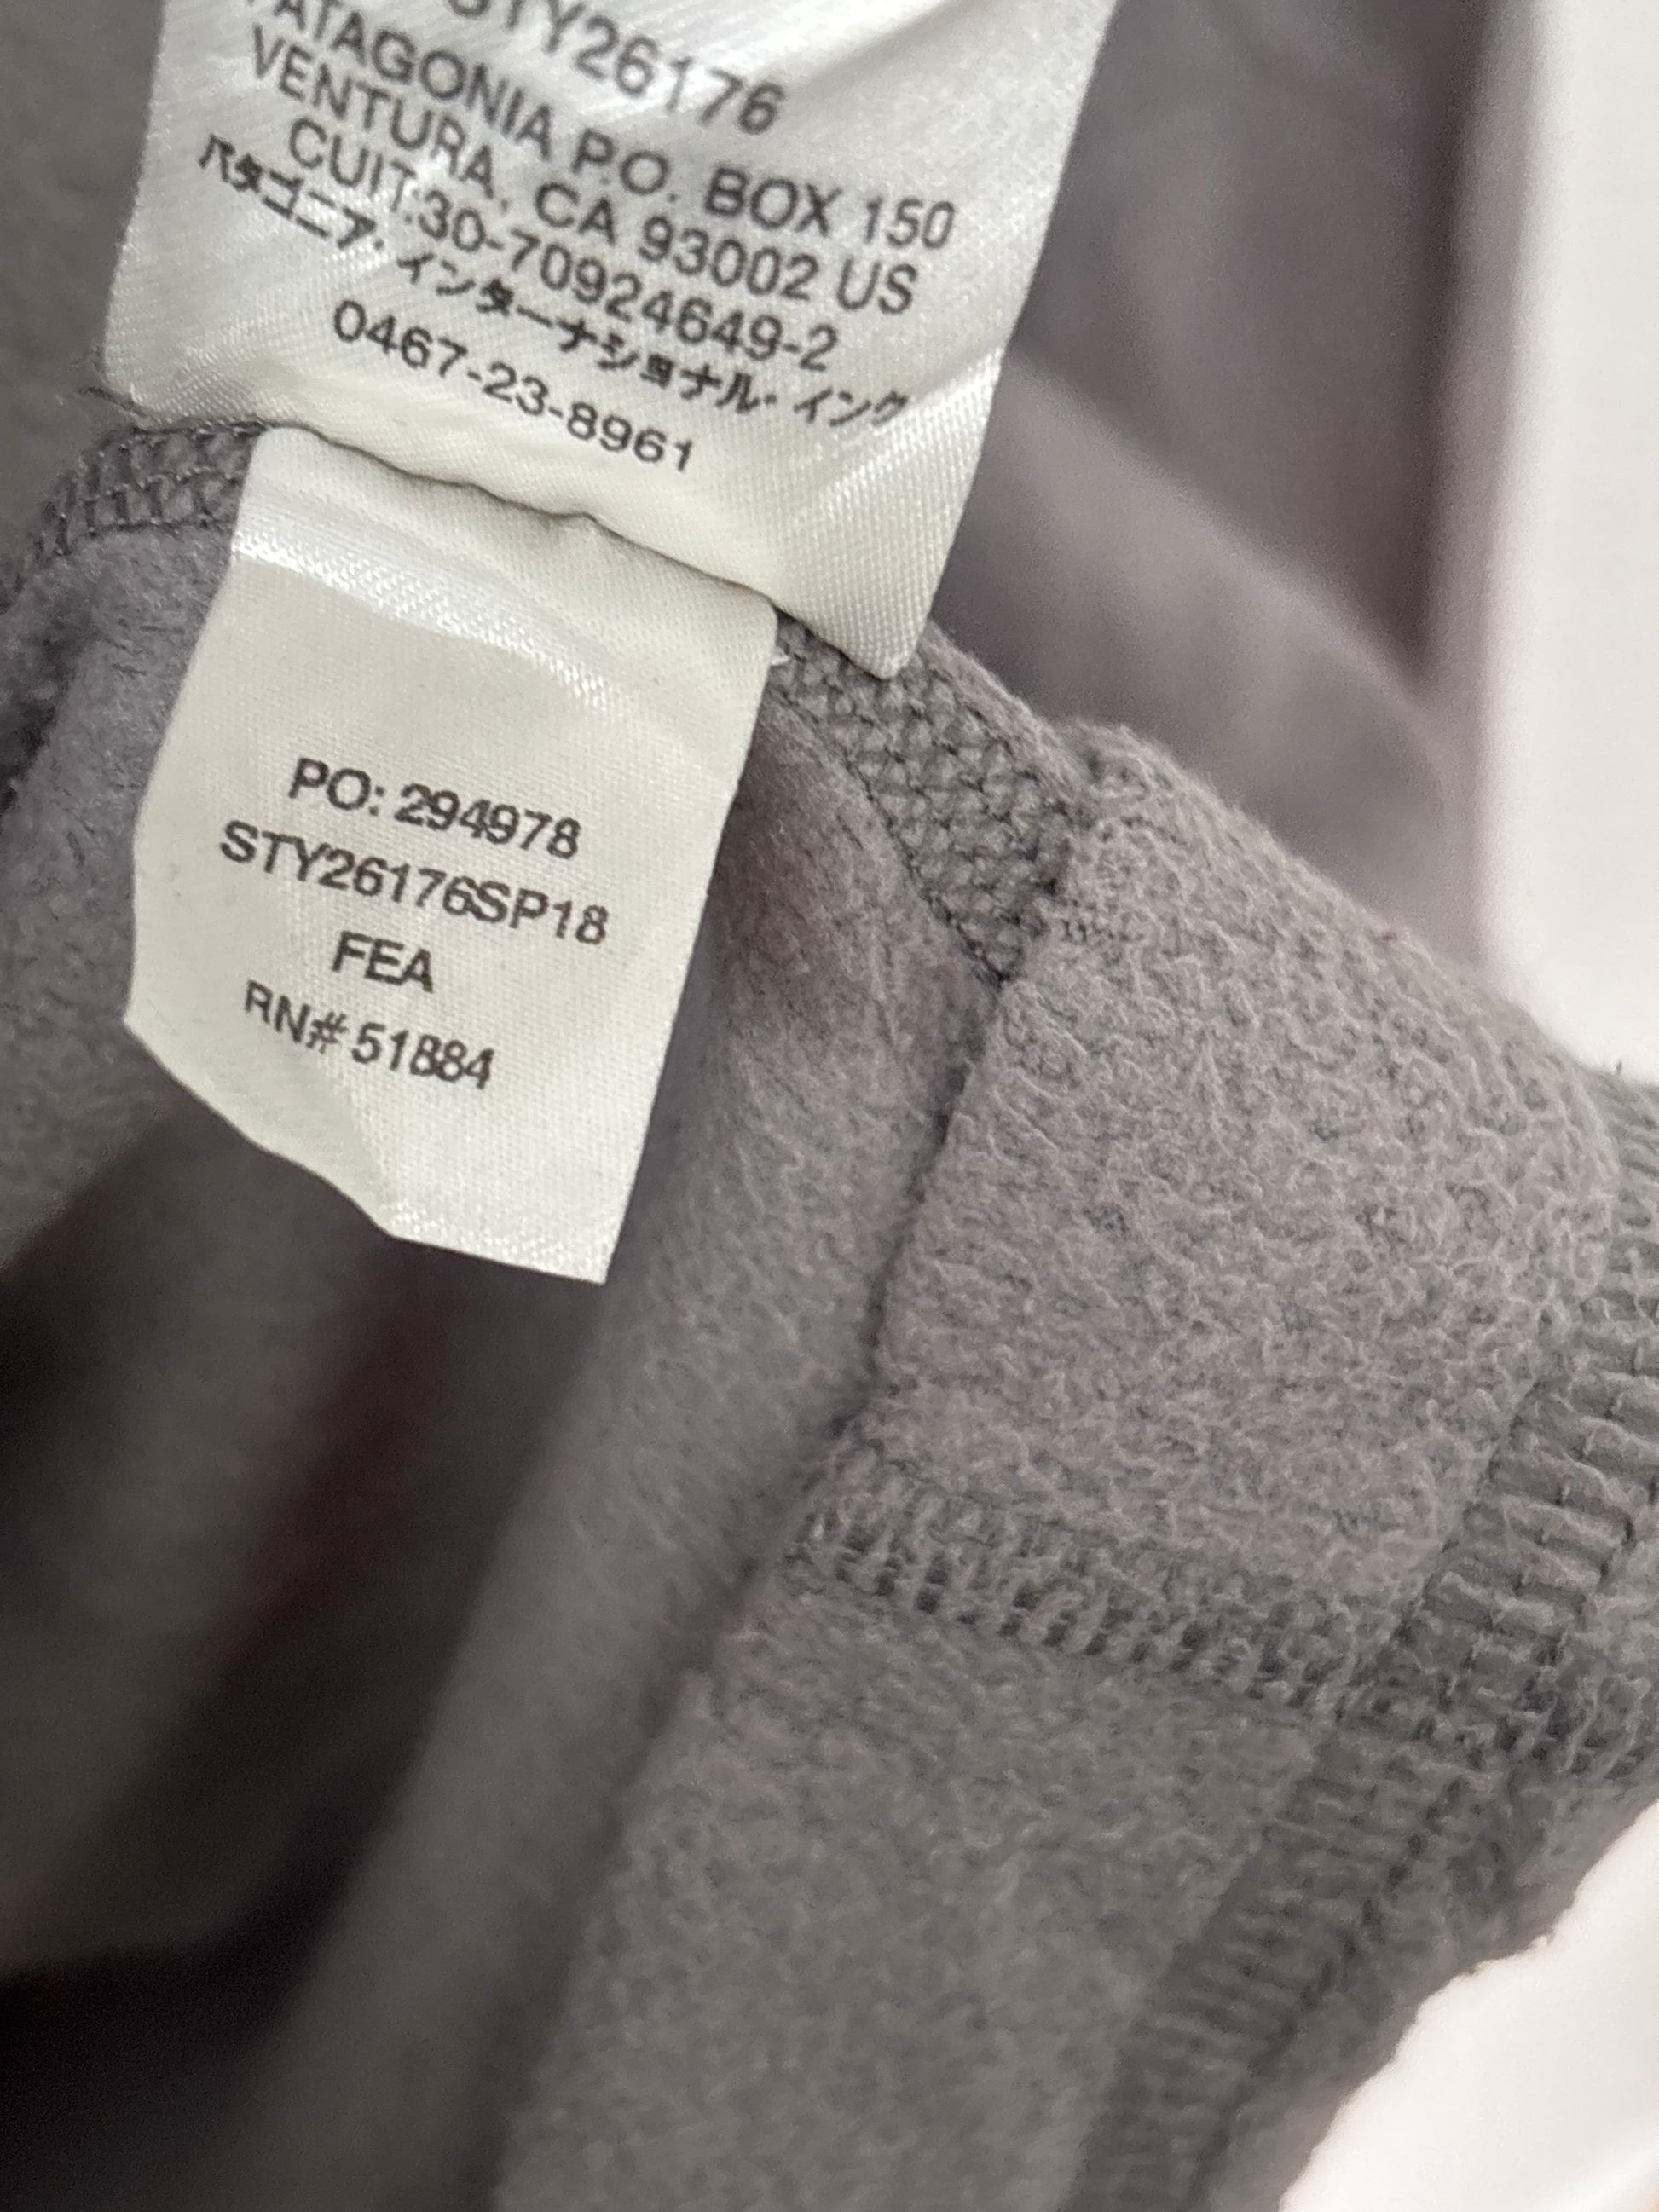 STY26176
PATAGONIA P.O. BOX 150
VENTURA, CA 93002 US
CUIT:30-70924649-2
パタゴニア・インターナショナル・インク
0467-23-8961
PO: 294978
STY26176SP18
FEA
RN# 51884